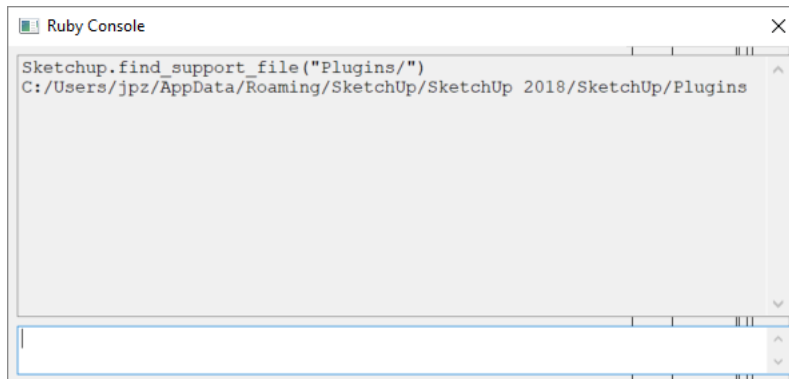 Ruby Console
Sketchup.find_support_file("Plugins/")
C:/Users/jpz/AppData/Roaming/SketchUp/SketchUp 2018/SketchUp/Plugins